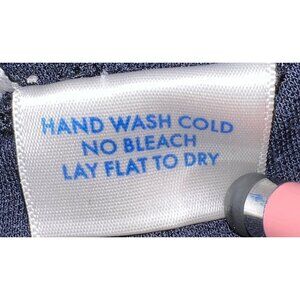 HAND WASH COLD
NO BLEACH
LAY FLAT TO DRY